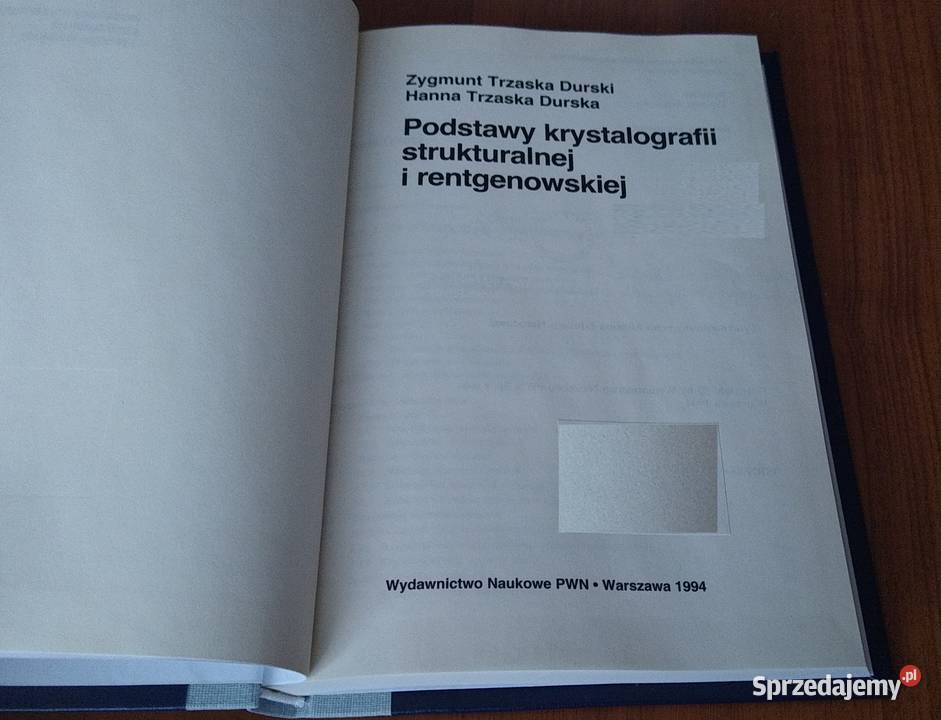 Zygmunt Trzaska Durski
Hanna Trzaska Durska
Podstawy krystalografii
strukturalnej
i rentgenowskiej
Wydawnictwo Naukowe PWN • Warszawa 1994
Sprzedajemy.pl